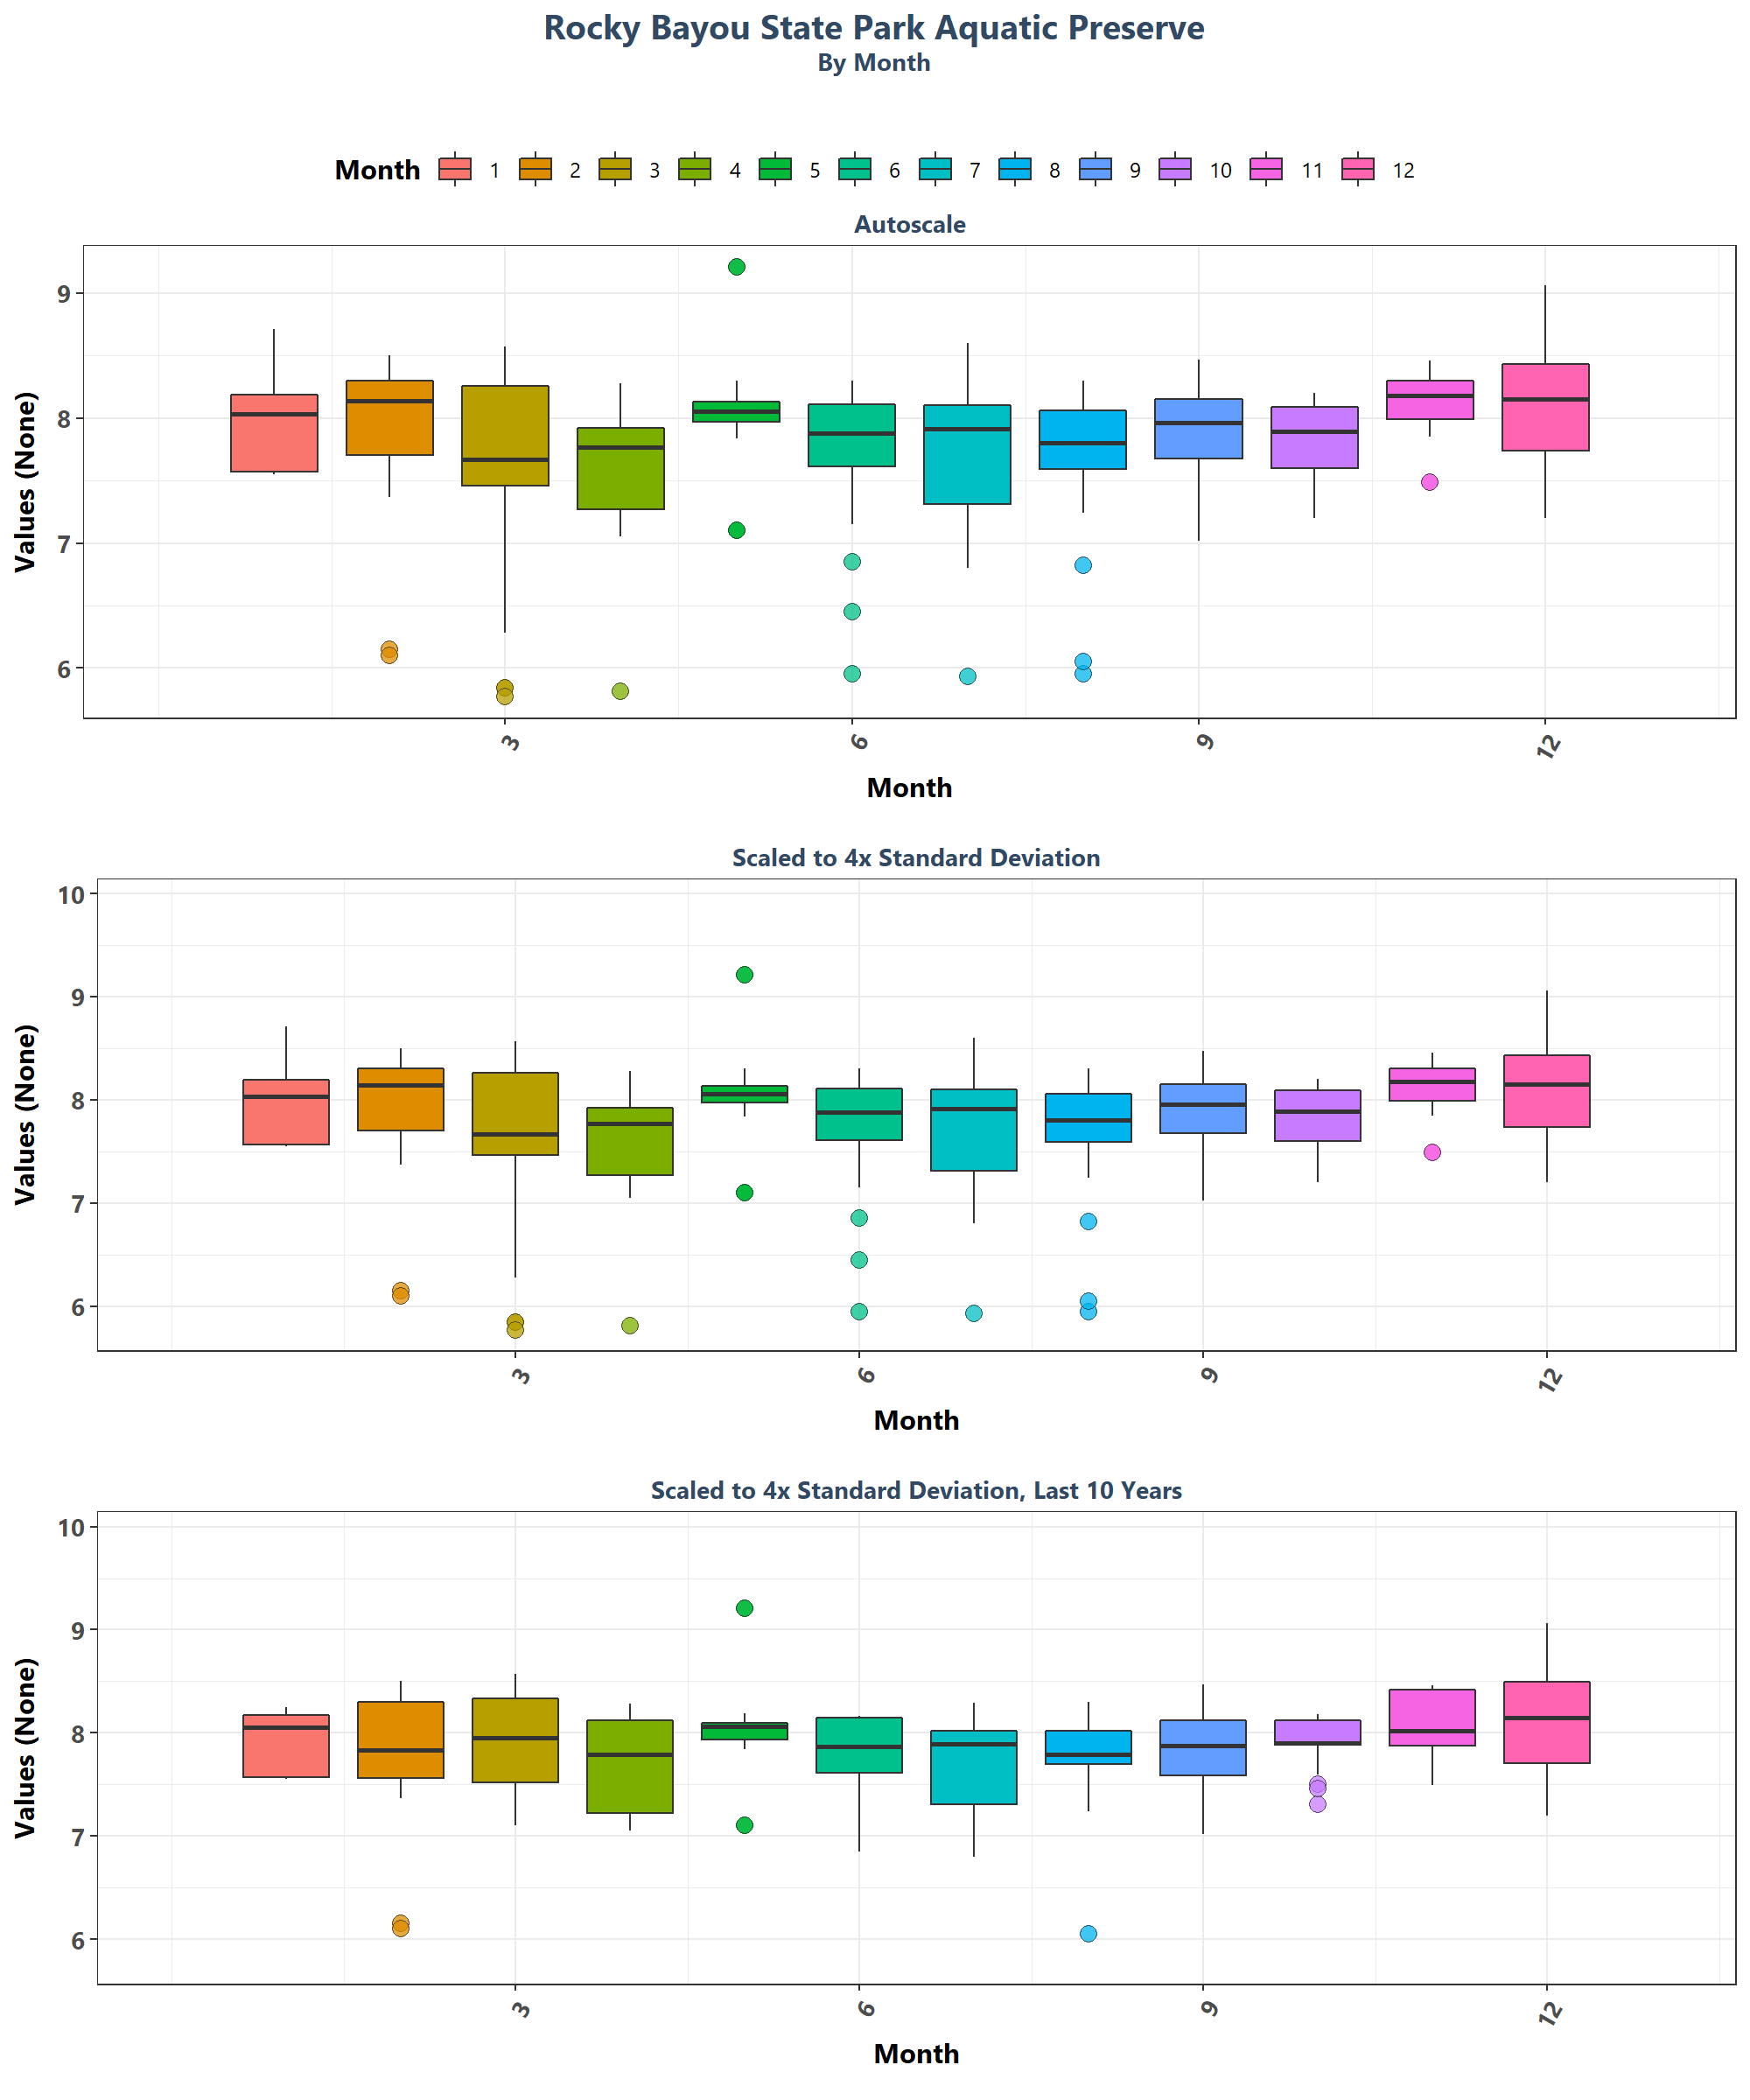 Rocky Bayou State Park Aquatic Preserve
By Month
Month 1 2 3 4 5 6 7 8 9 10 11 12
Autoscale
Values (None)
9
8
7
6
3 6 9 12
Month
Scaled to 4x Standard Deviation
Values (None)
10
9
8
7
6
3 6 9 12
Month
Scaled to 4x Standard Deviation, Last 10 Years
Values (None)
10
9
8
7
6
3 6 9 12
Month